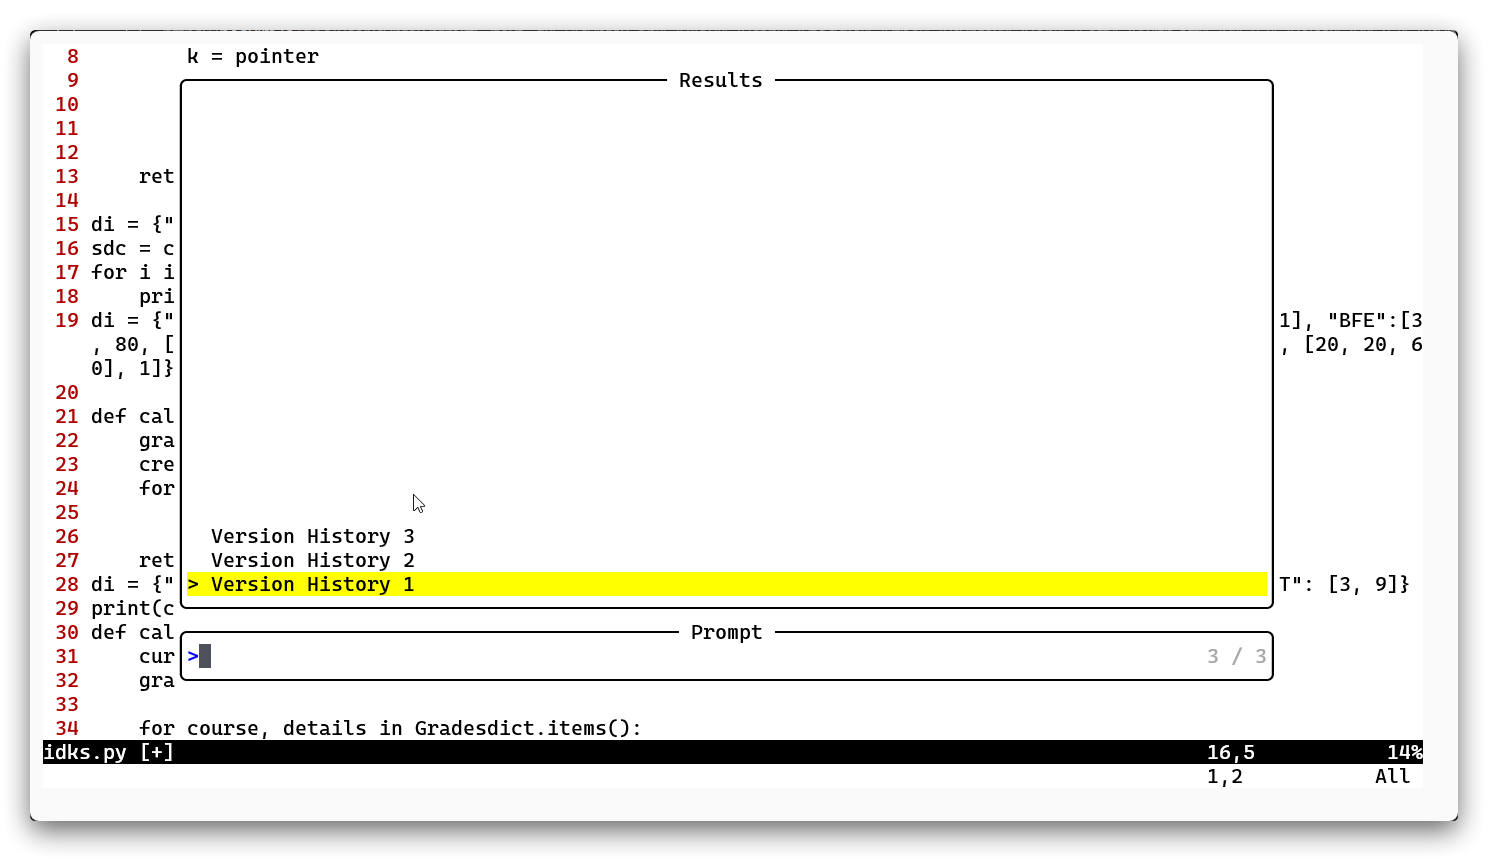 8 k = pointer
9 Results
10
11
12
13 ret
14
15 di = {"
16 sdc = c
17 for i i
18 pri
19 di = {" 1], "BFE":[3
, 80, [ , [20, 20, 6
0], 1]}
20
21 def cal
22 gra
23 cre
24 for
25
26 Version History 3
27 ret Version History 2
28 di = {" > Version History 1 T": [3, 9]}
29 print(c
30 def cal Prompt
31 cur > 3 / 3
32 gra
33
34 for course, details in Gradesdict.items():
idks.py [+] 16,5 14%
1,2 All